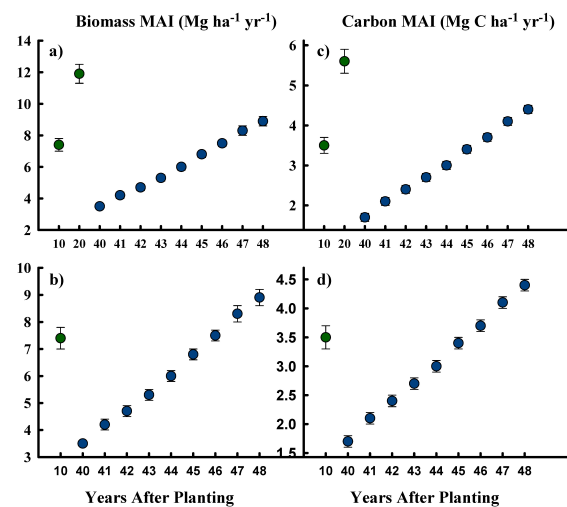 Biomass MAI (Mg ha⁻¹ yr⁻¹)
Carbon MAI (Mg C ha⁻¹ yr⁻¹)
a)
14
12
10
8
6
4
2
10 20 40 41 42 43 44 45 46 47 48
c)
6
5
4
3
2
10 20 40 41 42 43 44 45 46 47 48
b)
10
9
8
7
6
5
4
3
10 40 41 42 43 44 45 46 47 48
d)
4.5
4.0
3.5
3.0
2.5
2.0
1.5
10 40 41 42 43 44 45 46 47 48
Years After Planting
Years After Planting